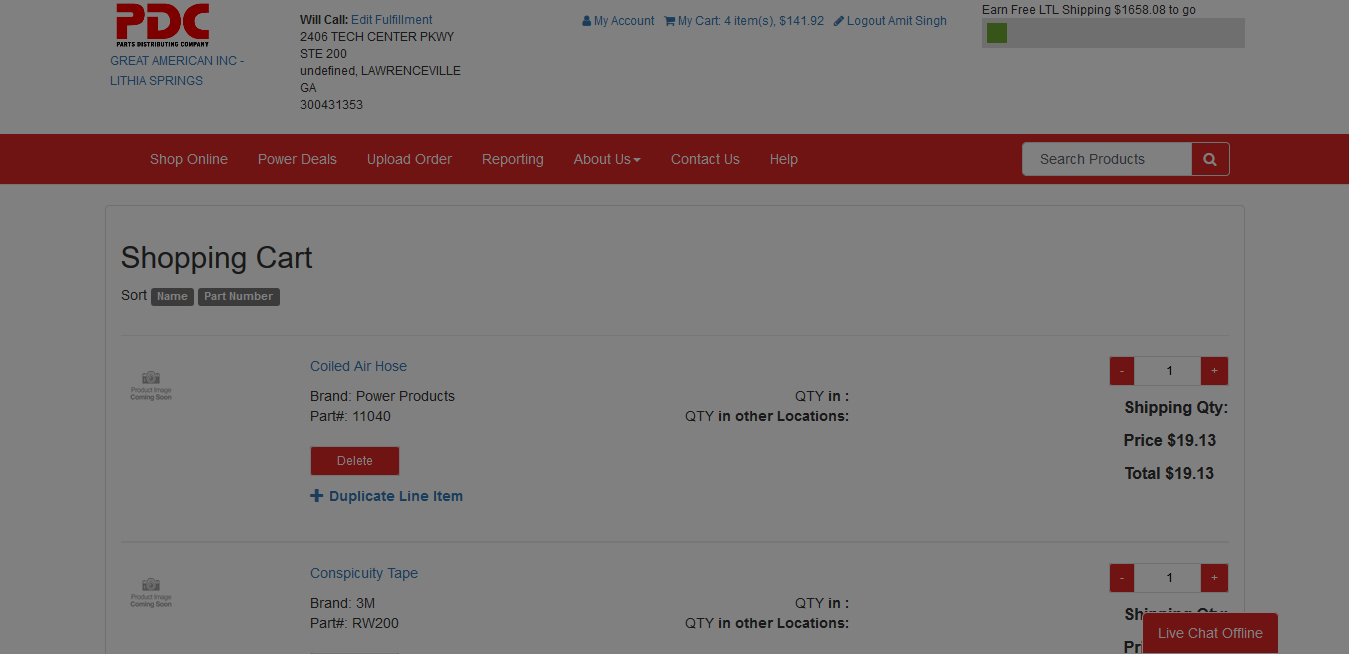 PDC
PARTS DISTRIBUTING COMPANY
GREAT AMERICAN INC -
LITHIA SPRINGS
Will Call: Edit Fulfillment
2406 TECH CENTER PKWY
STE 200
undefined, LAWRENCEVILLE
GA
300431353
My Account My Cart: 4 item(s), $141.92 Logout Amit Singh
Earn Free LTL Shipping $1658.08 to go
Shop Online Power Deals Upload Order Reporting About Us Contact Us Help
Search Products
Shopping Cart
Sort Name Part Number
Product Image
Coming Soon
Coiled Air Hose
Brand: Power Products
Part#: 11040
Delete
+ Duplicate Line Item
QTY in :
QTY in other Locations:
- 1 +
Shipping Qty:
Price $19.13
Total $19.13
Product Image
Coming Soon
Conspicuity Tape
Brand: 3M
Part#: RW200
QTY in :
QTY in other Locations:
- 1 +
Live Chat Offline